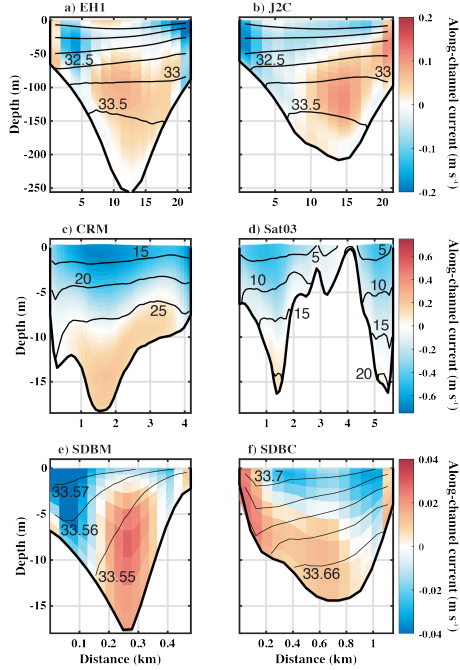 a) EH1
b) J2C
0
-50
-100
-150
-200
-250
Depth (m)
32.5
33
33.5
5 10 15 20
32.5
33
33.5
5 10 15 20
0.2
0.1
0
-0.1
-0.2
Along-channel current (m s⁻¹)
c) CRM
d) Sat03
0
-5
-10
-15
Depth (m)
15
20
25
1 2 3 4
5
5
10
10
15
15
20
1 2 3 4 5
0.6
0.4
0.2
0
-0.2
-0.4
-0.6
Along-channel current (m s⁻¹)
e) SDBM
f) SDBC
0
-5
-10
-15
Depth (m)
33.57
33.56
33.55
0.1 0.2 0.3 0.4
Distance (km)
33.7
33.66
0.2 0.4 0.6 0.8 1
Distance (km)
0.04
0.02
0
-0.02
-0.04
Along-channel current (m s⁻¹)